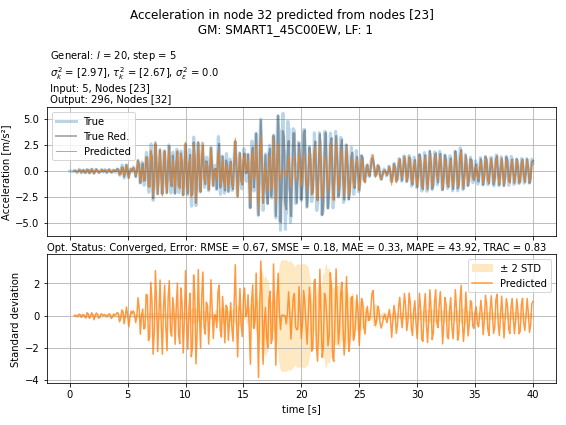 Acceleration in node 32 predicted from nodes [23]
GM: SMART1_45C00EW, LF: 1
General: l = 20, step = 5
σ²ₖ = [2.97], τ²ₖ = [2.67], σ²ε = 0.0
Input: 5, Nodes [23]
Output: 296, Nodes [32]
5.0
2.5
0.0
−2.5
−5.0
Acceleration [m/s²]
True
True Red.
Predicted
Opt. Status: Converged, Error: RMSE = 0.67, SMSE = 0.18, MAE = 0.33, MAPE = 43.92, TRAC = 0.83
2
0
−2
−4
Standard deviation
± 2 STD
Predicted
0 5 10 15 20 25 30 35 40
time [s]